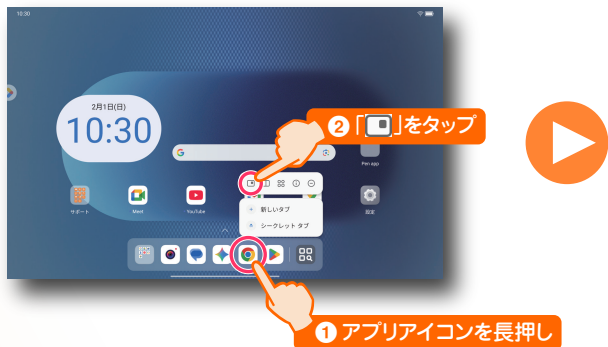 10:30
2月1日(日)
10:30
②「」をタップ
Pen app
サポート
Meet
YouTube
設定
新しいタブ
シークレット タブ
①アプリアイコンを長押し